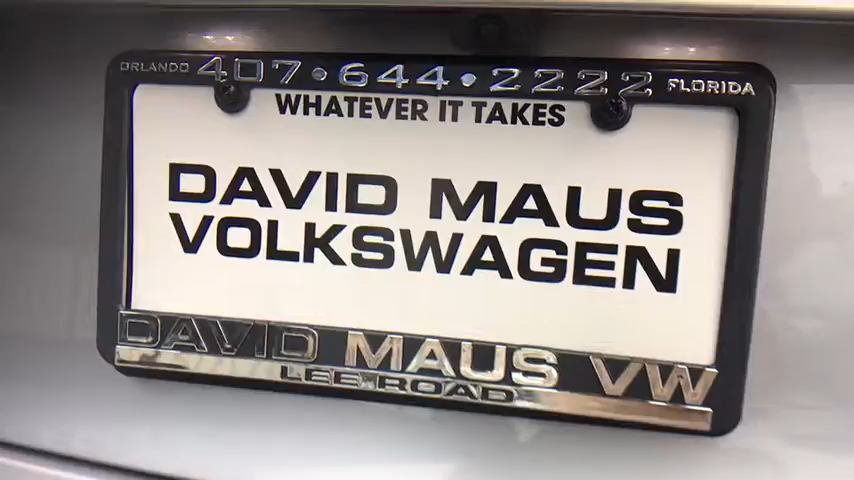 ORLANDO 407•644•2222 FLORIDA
WHATEVER IT TAKES
DAVID MAUS
VOLKSWAGEN
DAVID MAUS VW
LEE ROAD